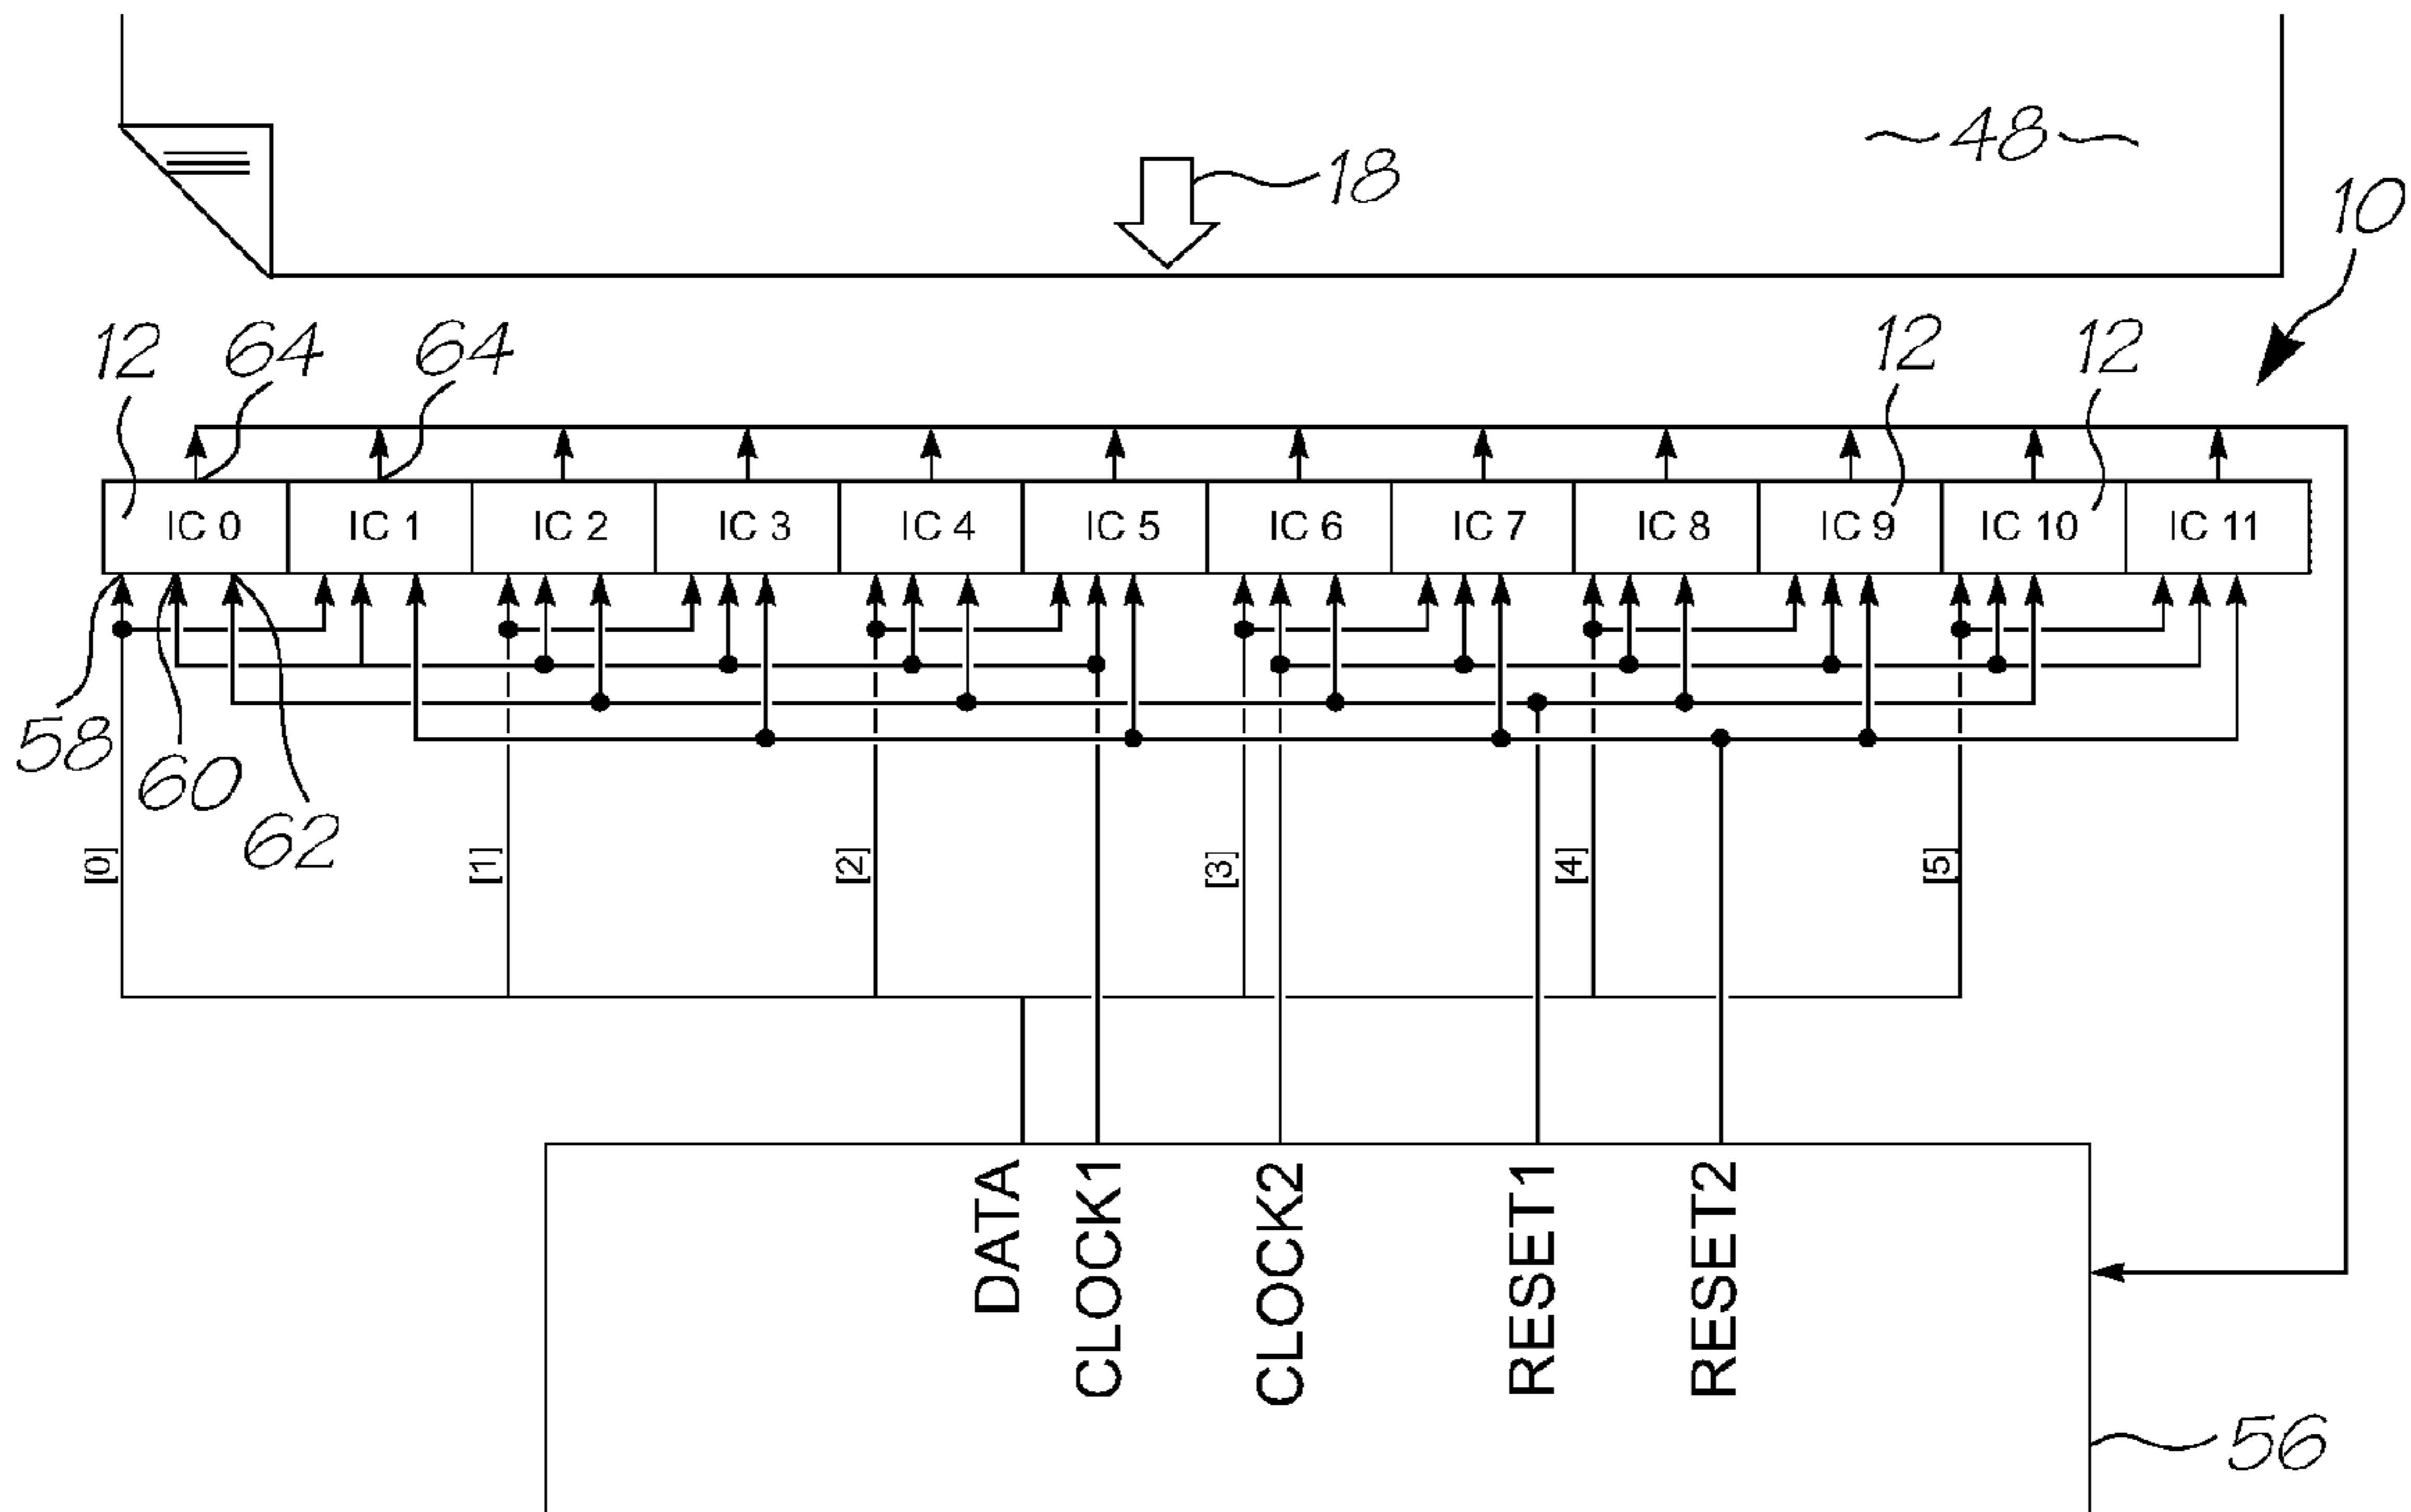 ~48~
18
10
12 64 64 12 12
IC 0 IC 1 IC 2 IC 3 IC 4 IC 5 IC 6 IC 7 IC 8 IC 9 IC 10 IC 11
58 60 62
[0] [1] [2] [3] [4] [5]
DATA
CLOCK1
CLOCK2
RESET1
RESET2
56